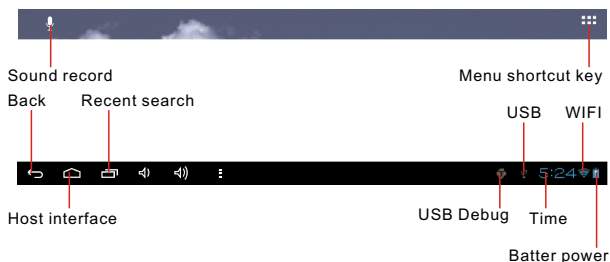 Sound record
Menu shortcut key
Back
Recent search
USB
WIFI
5:24
Host interface
USB Debug
Time
Batter power